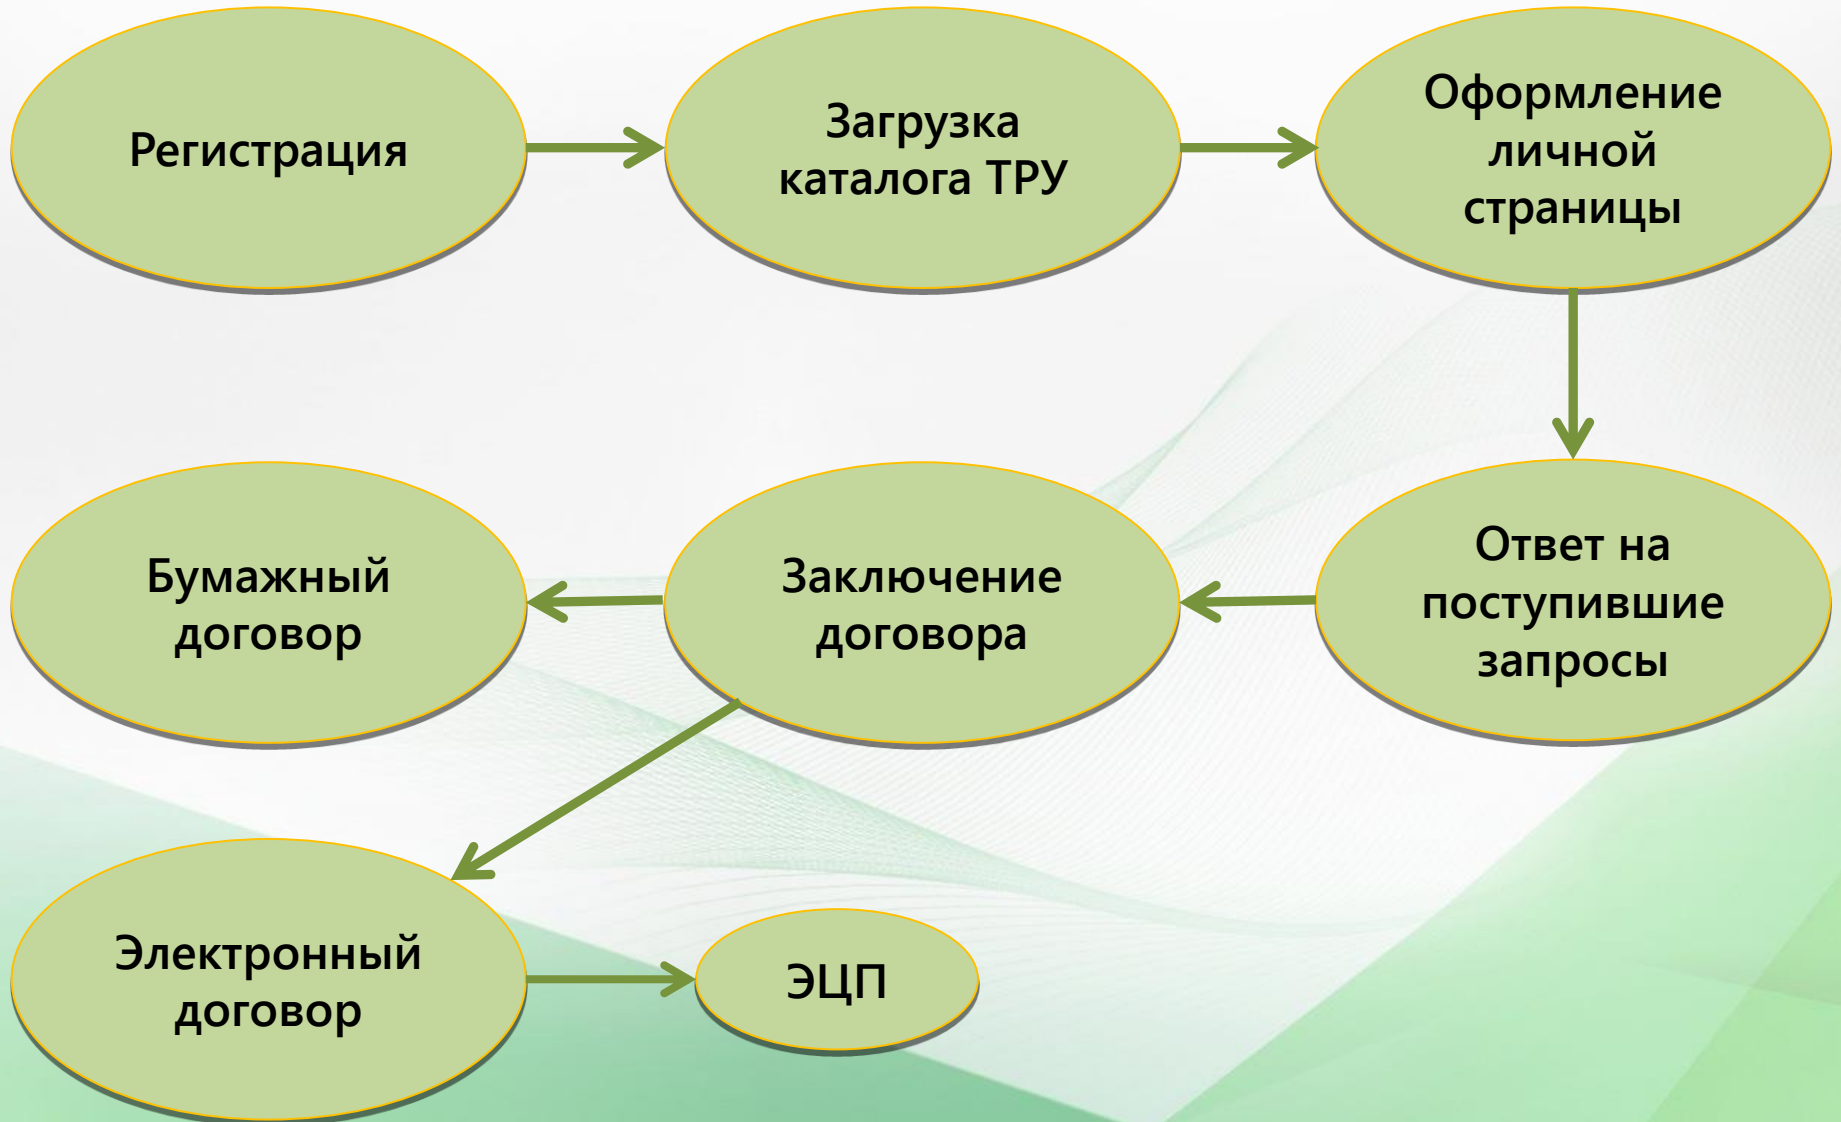 Регистрация
Загрузка
каталога ТРУ
Оформление
личной
страницы
Ответ на
поступившие
запросы
Заключение
договора
Бумажный
договор
Электронный
договор
ЭЦП